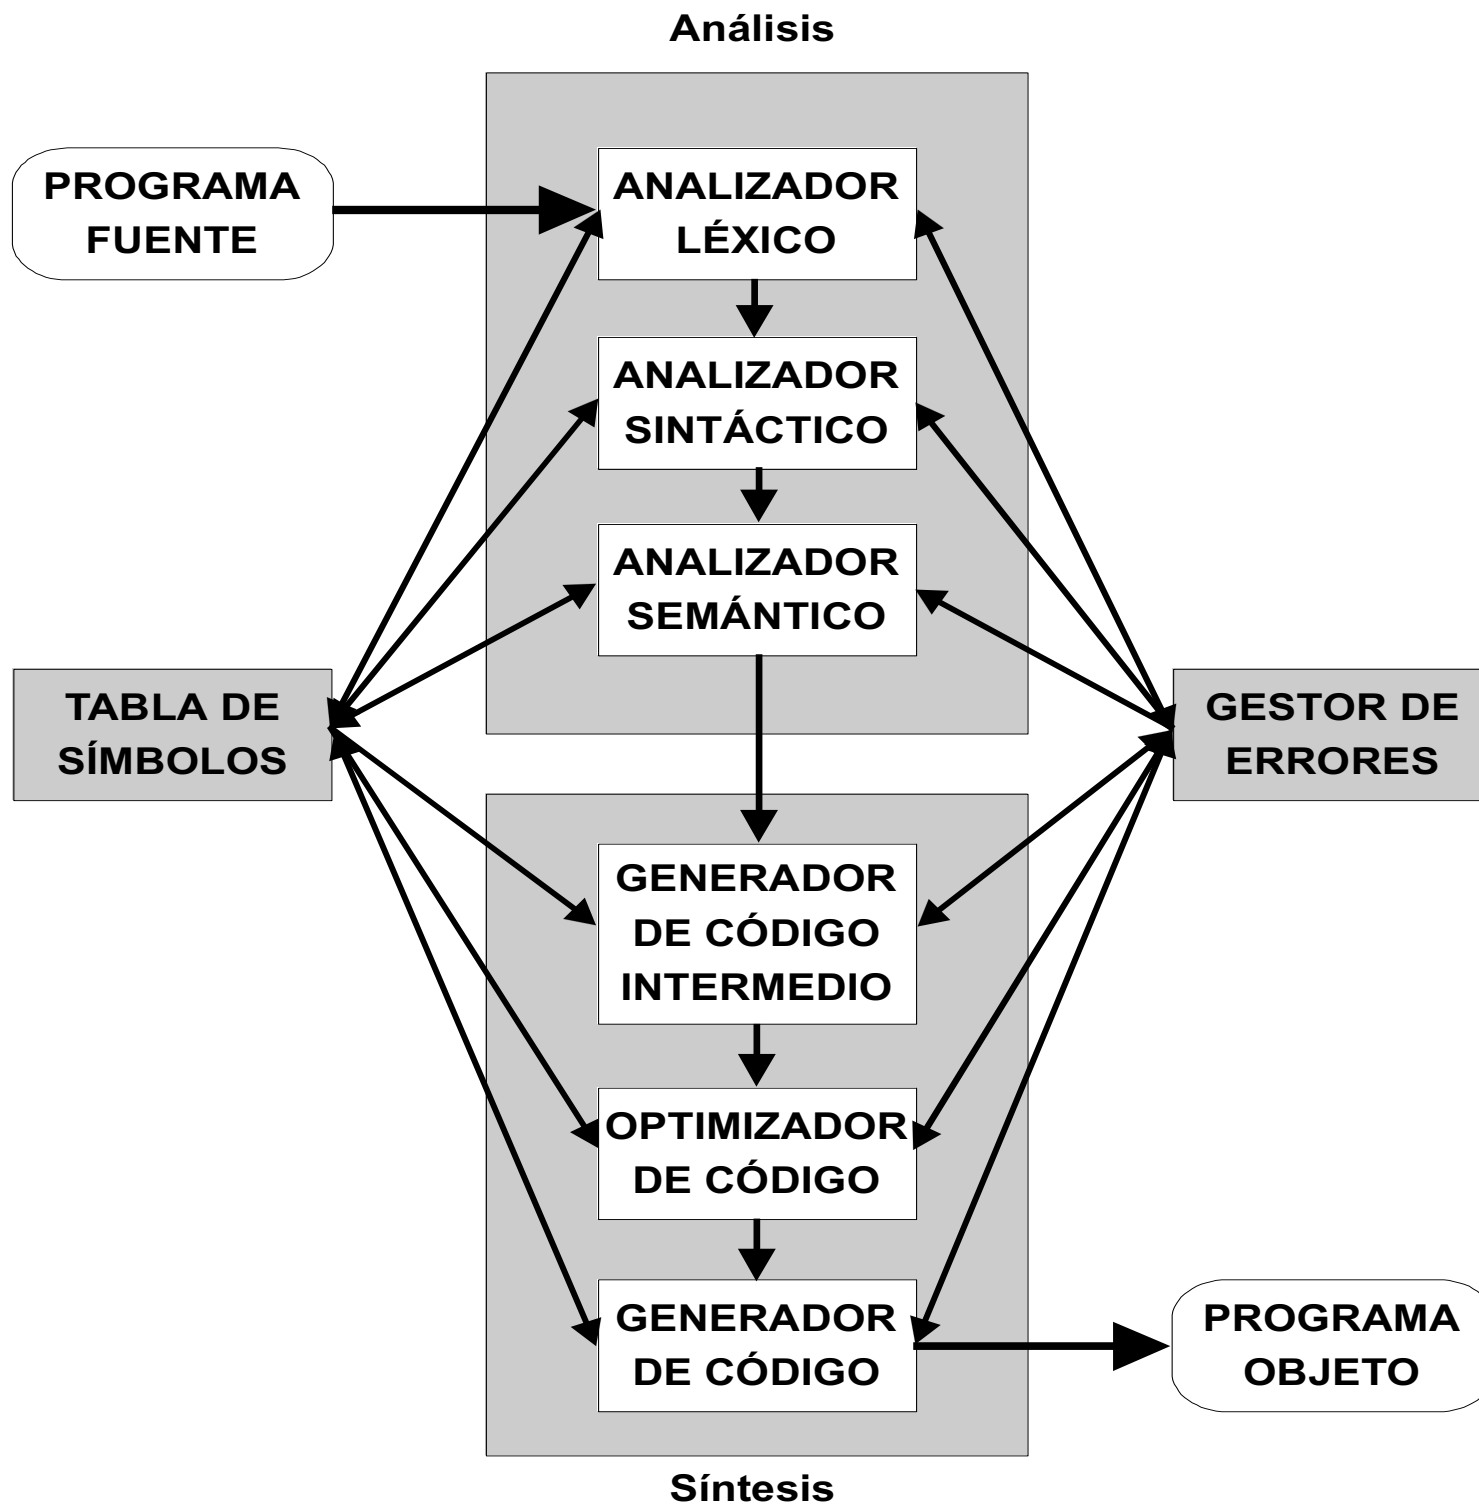 Análisis
PROGRAMA
FUENTE
ANALIZADOR
LÉXICO
ANALIZADOR
SINTÁCTICO
ANALIZADOR
SEMÁNTICO
TABLA DE
SÍMBOLOS
GESTOR DE
ERRORES
GENERADOR
DE CÓDIGO
INTERMEDIO
OPTIMIZADOR
DE CÓDIGO
GENERADOR
DE CÓDIGO
PROGRAMA
OBJETO
Síntesis